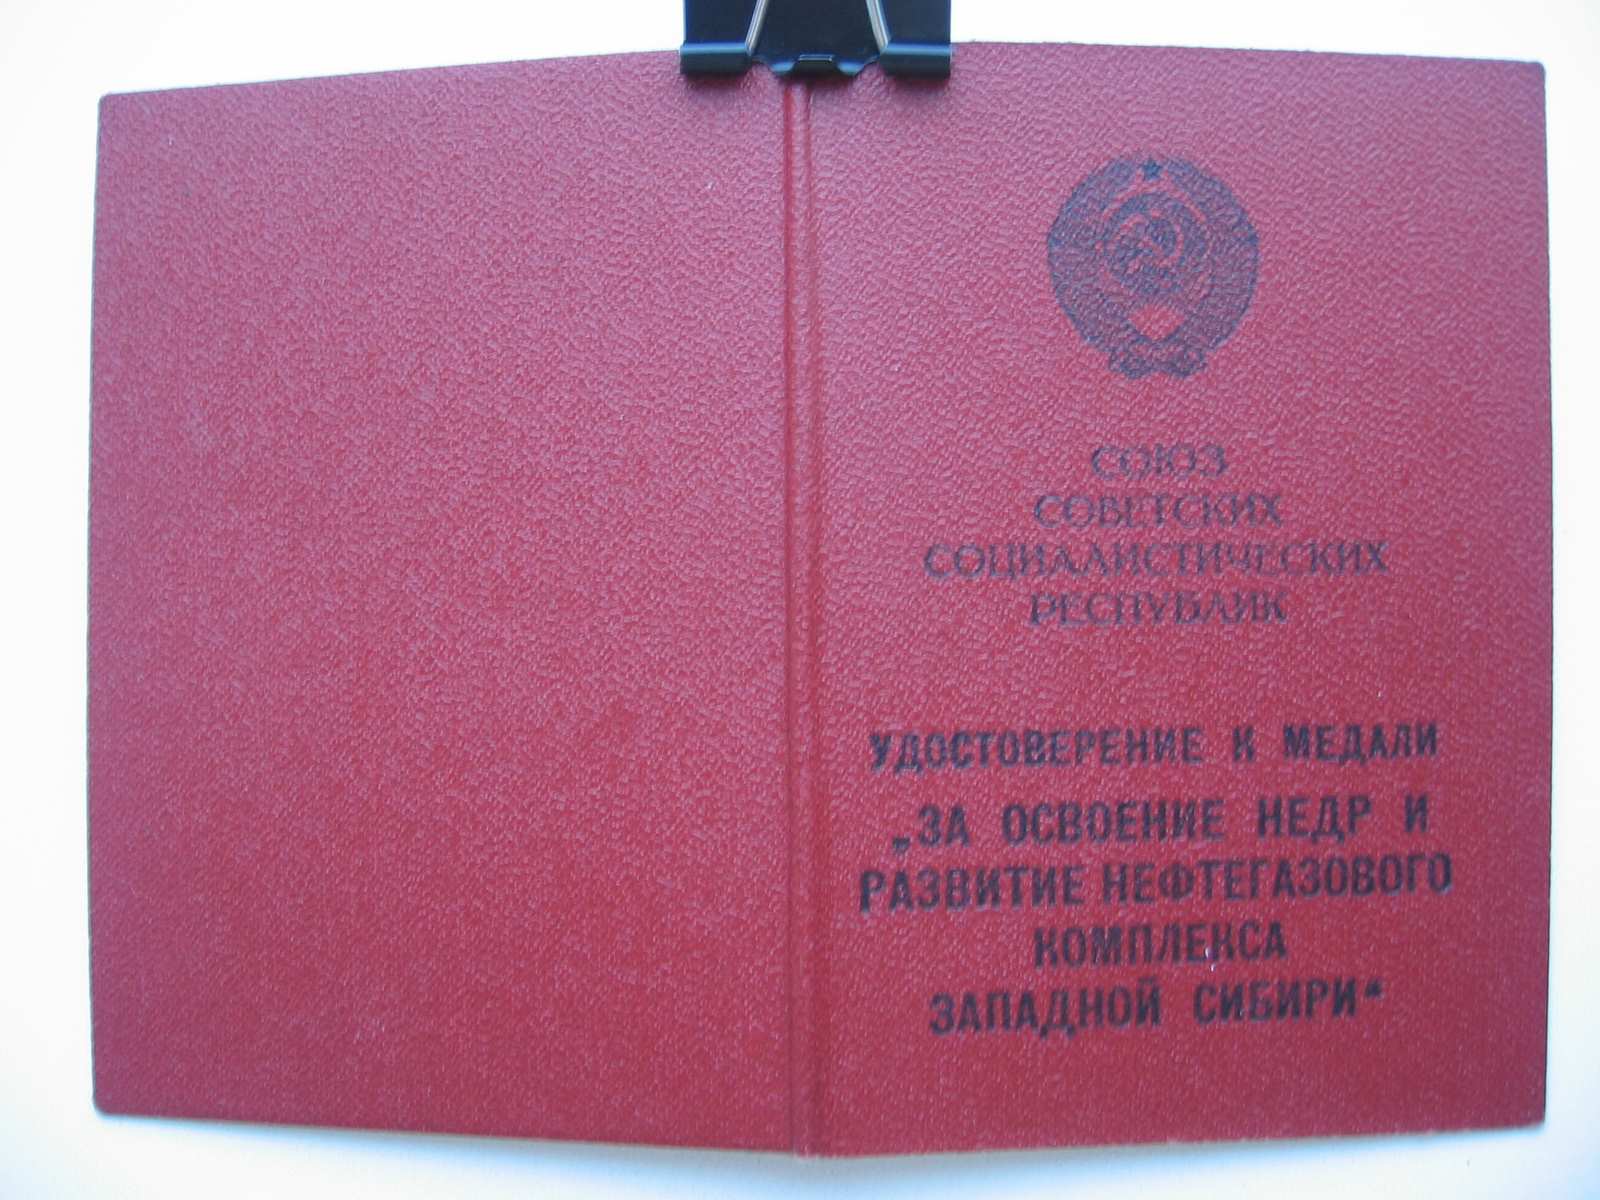 СОЮЗ
СОВЕТСКИХ
СОЦИАЛИСТИЧЕСКИХ
РЕСПУБЛИК
УДОСТОВЕРЕНИЕ К МЕДАЛИ
„ЗА ОСВОЕНИЕ НЕДР И
РАЗВИТИЕ НЕФТЕГАЗОВОГО
КОМПЛЕКСА
ЗАПАДНОЙ СИБИРИ“